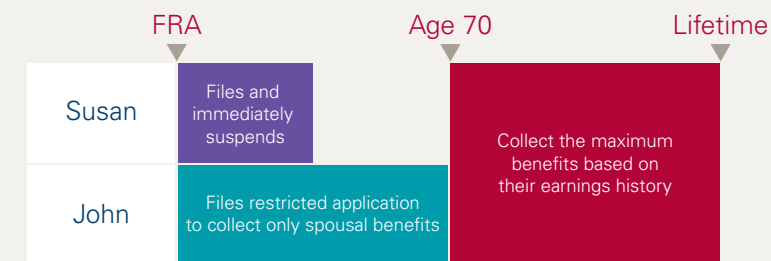 FRA
Age 70
Lifetime
Susan
Files and
immediately
suspends
Collect the maximum
benefits based on
their earnings history
John
Files restricted application
to collect only spousal benefits